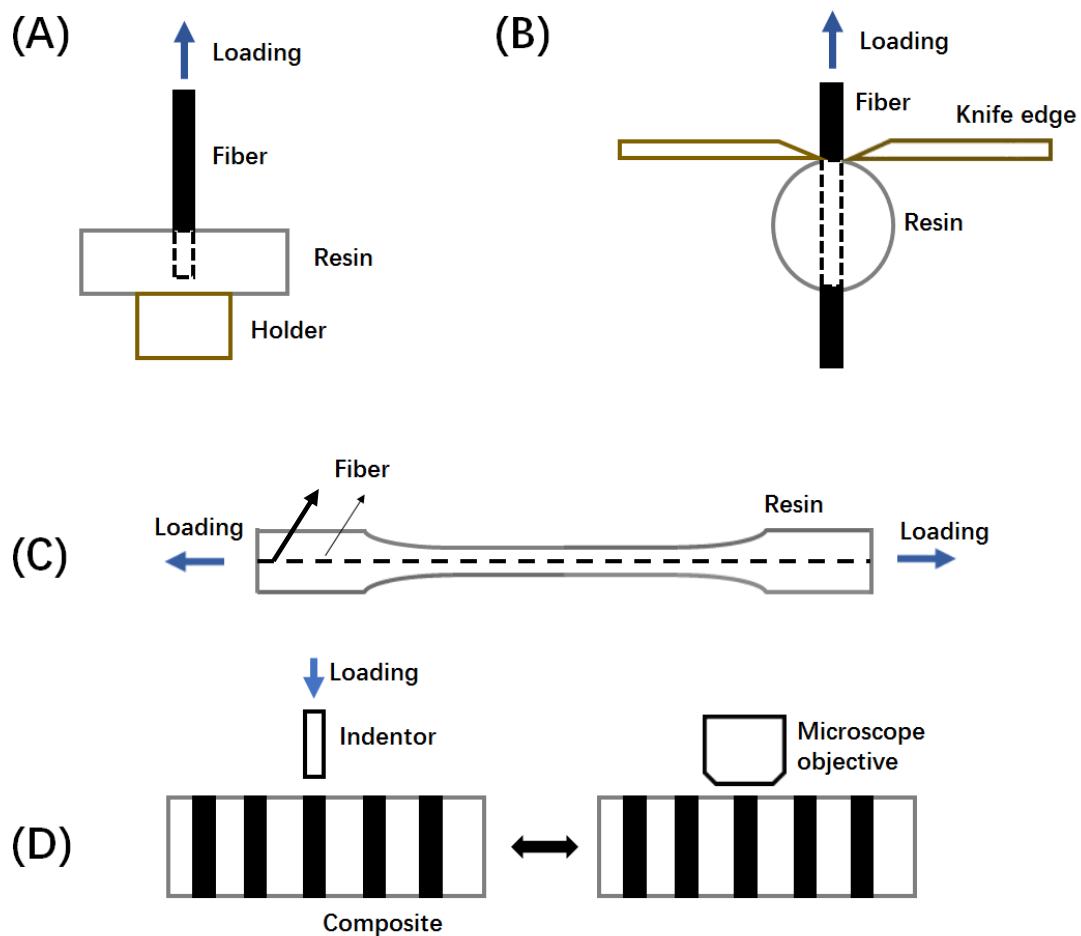 (A)
Loading
Fiber
Resin
Holder
(B)
Loading
Fiber
Knife edge
Resin
(C)
Fiber
Loading
Resin
Loading
(D)
Loading
Indentor
Composite
Microscope
objective